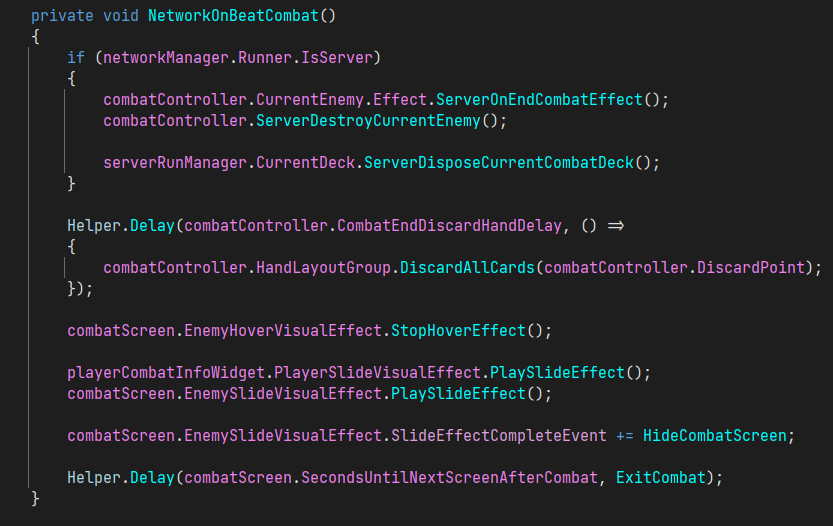 private void NetworkOnBeatCombat()
{
    if (networkManager.Runner.IsServer)
    {
        combatController.CurrentEnemy.Effect.ServerOnEndCombatEffect();
        combatController.ServerDestroyCurrentEnemy();

        serverRunManager.CurrentDeck.ServerDisposeCurrentCombatDeck();
    }

    Helper.Delay(combatController.CombatEndDiscardHandDelay, () =>
    {
        combatController.HandLayoutGroup.DiscardAllCards(combatController.DiscardPoint);
    });

    combatScreen.EnemyHoverVisualEffect.StopHoverEffect();

    playerCombatInfoWidget.PlayerSlideVisualEffect.PlaySlideEffect();
    combatScreen.EnemySlideVisualEffect.PlaySlideEffect();

    combatScreen.EnemySlideVisualEffect.SlideEffectCompleteEvent += HideCombatScreen;

    Helper.Delay(combatScreen.SecondsUntilNextScreenAfterCombat, ExitCombat);
}